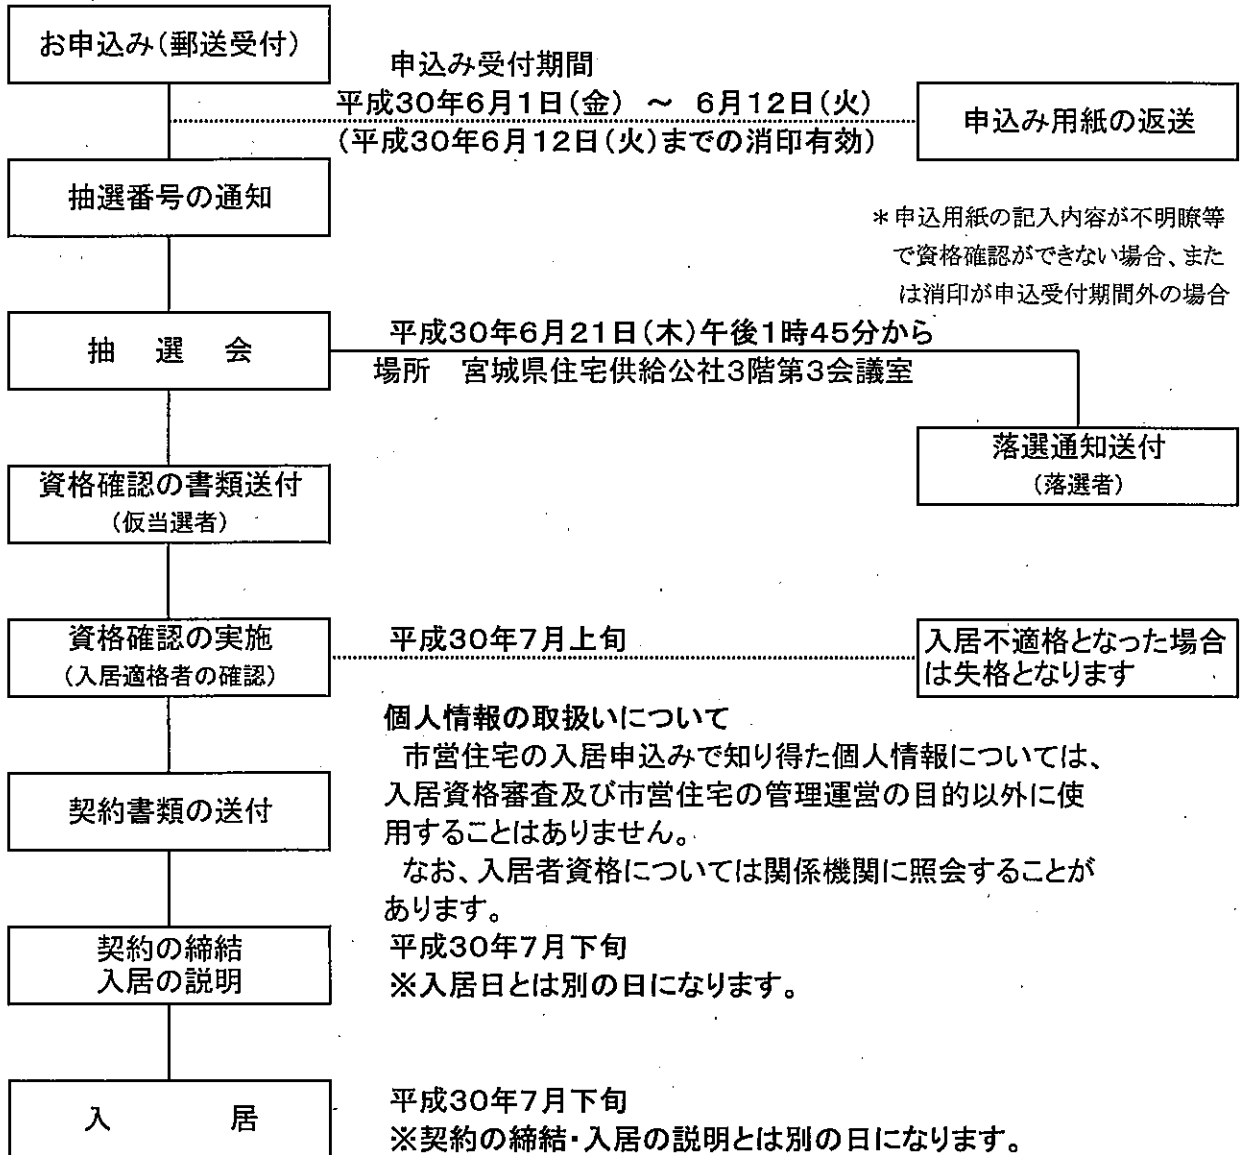 お申込み(郵送受付)
申込み受付期間
平成30年6月1日(金) ~ 6月12日(火)
(平成30年6月12日(火)までの消印有効)
申込み用紙の返送
抽選番号の通知
*申込用紙の記入内容が不明瞭等
で資格確認ができない場合、また
は消印が申込受付期間外の場合
抽 選 会
平成30年6月21日(木)午後1時45分から
場所 宮城県住宅供給公社3階第3会議室
落選通知送付
(落選者)
資格確認の書類送付
(仮当選者)
資格確認の実施
(入居適格者の確認)
平成30年7月上旬
入居不適格となった場合
は失格となります
個人情報の取扱いについて
市営住宅の入居申込みで知り得た個人情報については、
入居資格審査及び市営住宅の管理運営の目的以外に使
用することはありません。
なお、入居者資格については関係機関に照会することが
あります。
契約書類の送付
契約の締結
入居の説明
平成30年7月下旬
※入居日とは別の日になります。
入 居
平成30年7月下旬
※契約の締結・入居の説明とは別の日になります。